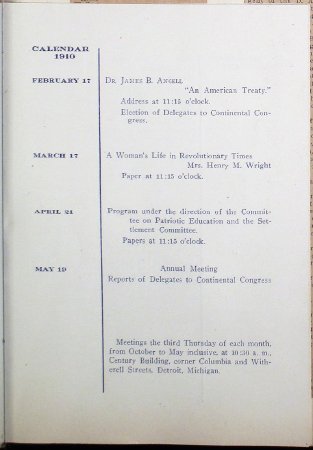 CALENDAR
1910
FEBRUARY 17
DR. JAMES B. ANGELL
"An American Treaty."
Address at 11:15 o'clock.
Election of Delegates to Continental Con-
gress.
MARCH 17
A Woman's Life in Revolutionary Times
Mrs. Henry M. Wright
Paper at 11:15 o'clock.
APRIL 21
Program under the direction of the Commit-
tee on Patriotic Education and the Set-
tlement Committee.
Papers at 11:15 o'clock.
MAY 19
Annual Meeting
Reports of Delegates to Continental Congress
Meetings the third Thursday of each month,
from October to May inclusive, at 10:30 a. m.,
Century Building, corner Columbia and With-
erell Streets, Detroit, Michigan.